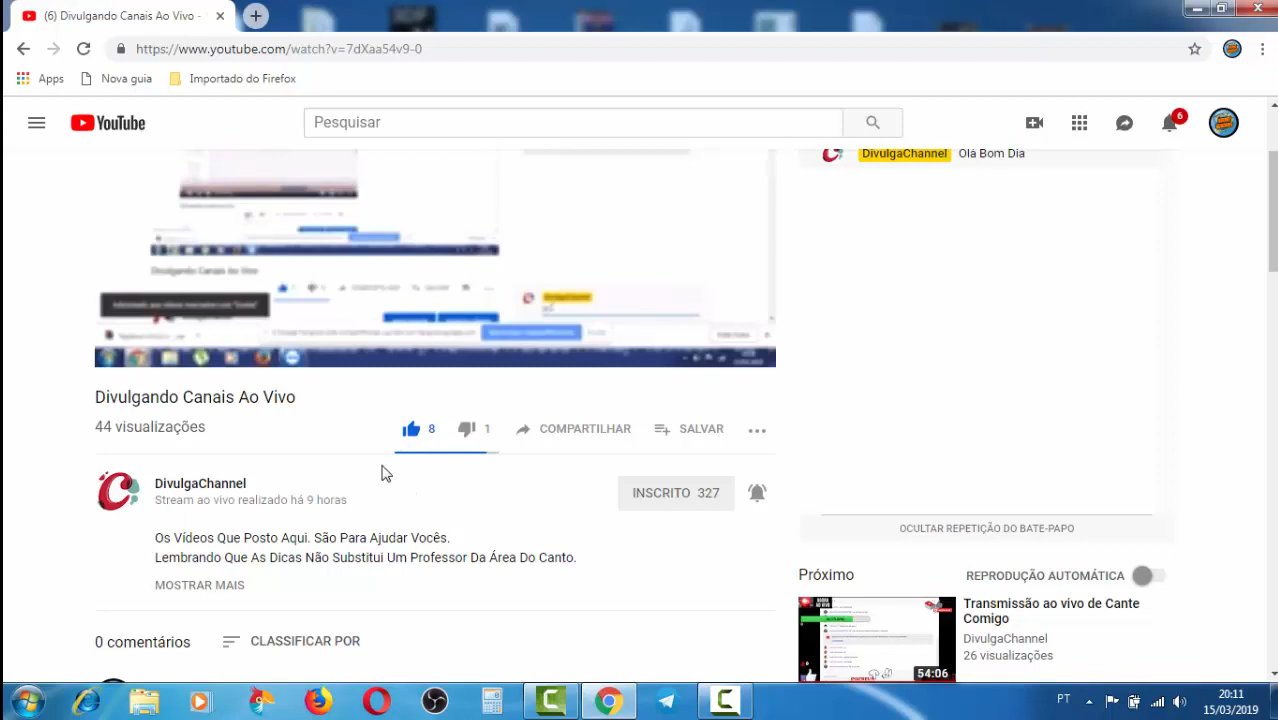 (6) Divulgando Canais Ao Vivo -
https://www.youtube.com/watch?v=7dXaa54v9-0
Apps
Nova guia
Importado do Firefox
YouTube
Pesquisar
6
DivulgaChannel Olá Bom Dia
Divulgando Canais Ao Vivo
DivulgaChannel
Divulgando Canais Ao Vivo
44 visualizações
8
1
COMPARTILHAR
SALVAR
DivulgaChannel
Stream ao vivo realizado há 9 horas
INSCRITO 327
Os Vídeos Que Posto Aqui. São Para Ajudar Vocês.
Lembrando Que As Dicas Não Substitui Um Professor Da Área Do Canto.
MOSTRAR MAIS
0 comentários
CLASSIFICAR POR
OCULTAR REPETIÇÃO DO BATE-PAPO
Próximo
REPRODUÇÃO AUTOMÁTICA
Transmissão ao vivo de Cante
Comigo
DivulgaChannel
26 visualizações
54:06
PT
20:11
15/03/2019